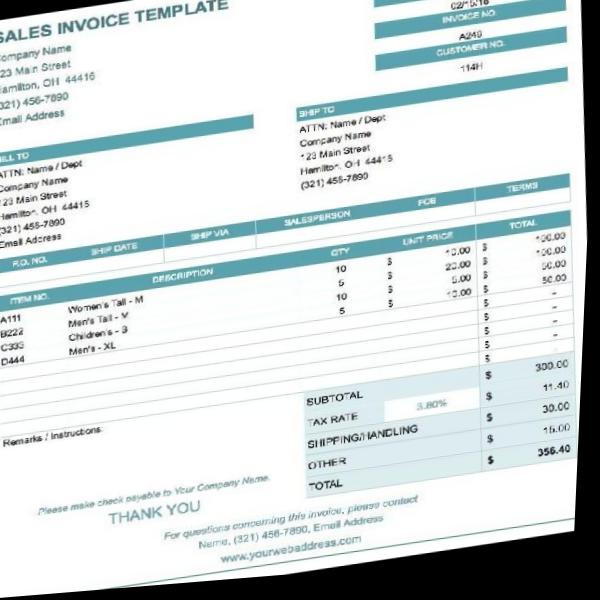 SALES INVOICE TEMPLATE
Company Name
123 Main Street
Hamilton, OH 44416
(321) 456-7890
Email Address
02/15/16
INVOICE NO.
A246
CUSTOMER NO.
114H
BILL TO
ATTN: Name / Dept
Company Name
123 Main Street
Hamilton, OH 44415
(321) 456-7890
Email Address
SHIP TO
ATTN: Name / Dept
Company Name
123 Main Street
Hamilton, OH 44415
(321) 456-7890
P.O. NO. SHIP DATE SHIP VIA SALESPERSON FOB TERMS
ITEM NO. DESCRIPTION QTY UNIT PRICE TOTAL
A111 Women's Tall - M 10 $ 10.00 $ 100.00
B222 Men's Tall - M 5 $ 20.00 $ 100.00
C333 Children's - S 10 $ 5.00 $ 50.00
D444 Men's - XL 5 $ 10.00 $ 50.00
$ -
$ -
$ -
$ -
$ -
Remarks / Instructions:
SUBTOTAL $ 300.00
TAX RATE 3.80% $ 11.40
SHIPPING/HANDLING $ 30.00
OTHER $ 15.00
TOTAL $ 356.40
Please make check payable to Your Company Name.
THANK YOU
For questions concerning this invoice, please contact
Name, (321) 456-7890, Email Address
www.yourwebaddress.com